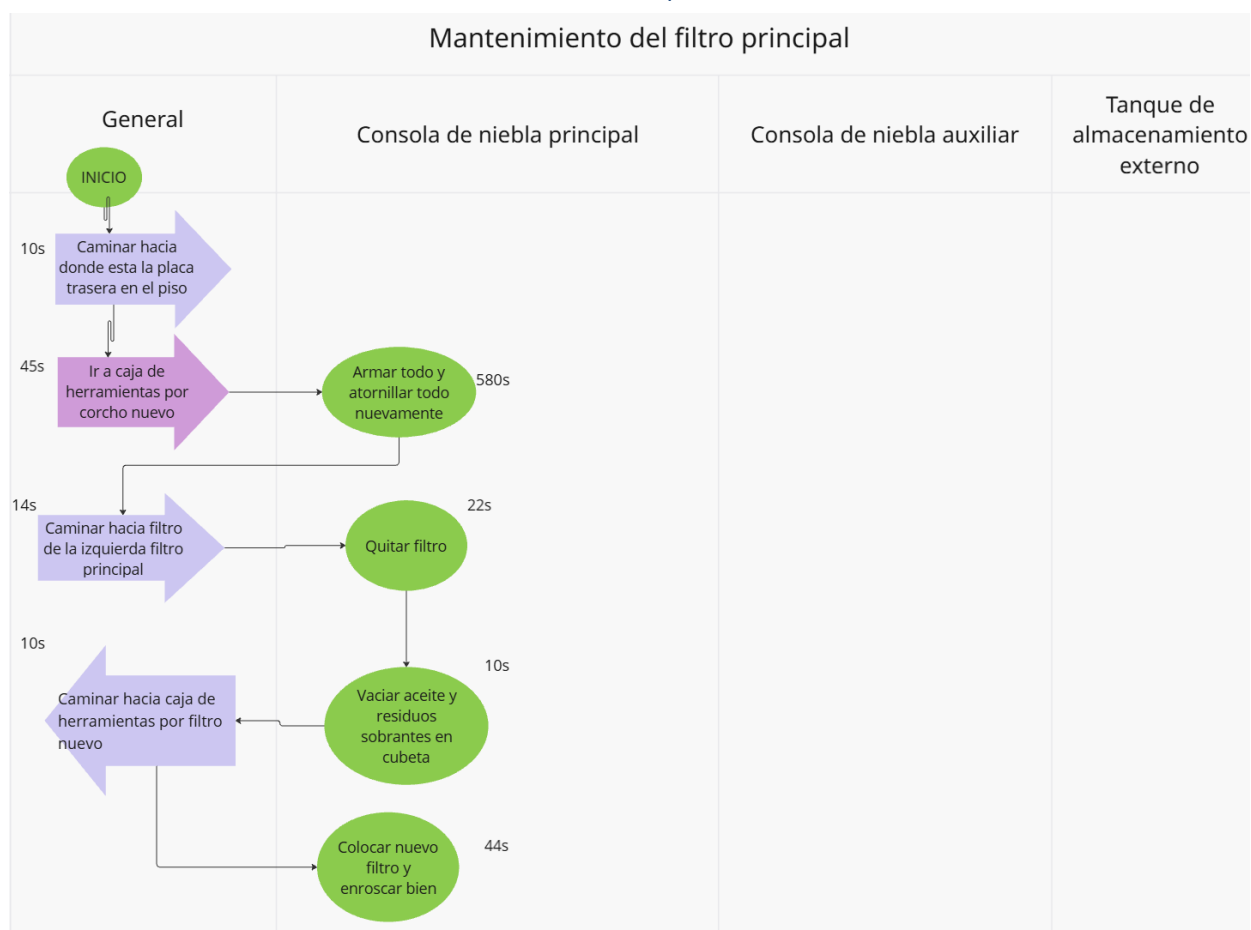 Mantenimiento del filtro principal
General
Consola de niebla principal
Consola de niebla auxiliar
Tanque de
almacenamiento
externo
INICIO
10s
Caminar hacia
donde esta la placa
trasera en el piso
45s
Ir a caja de
herramientas por
corcho nuevo
Armar todo y
atornillar todo
nuevamente
580s
14s
Caminar hacia filtro
de la izquierda filtro
principal
Quitar filtro
22s
10s
Vaciar aceite y
residuos
sobrantes en
cubeta
10s
Caminar hacia caja de
herramientas por filtro
nuevo
Colocar nuevo
filtro y
enroscar bien
44s